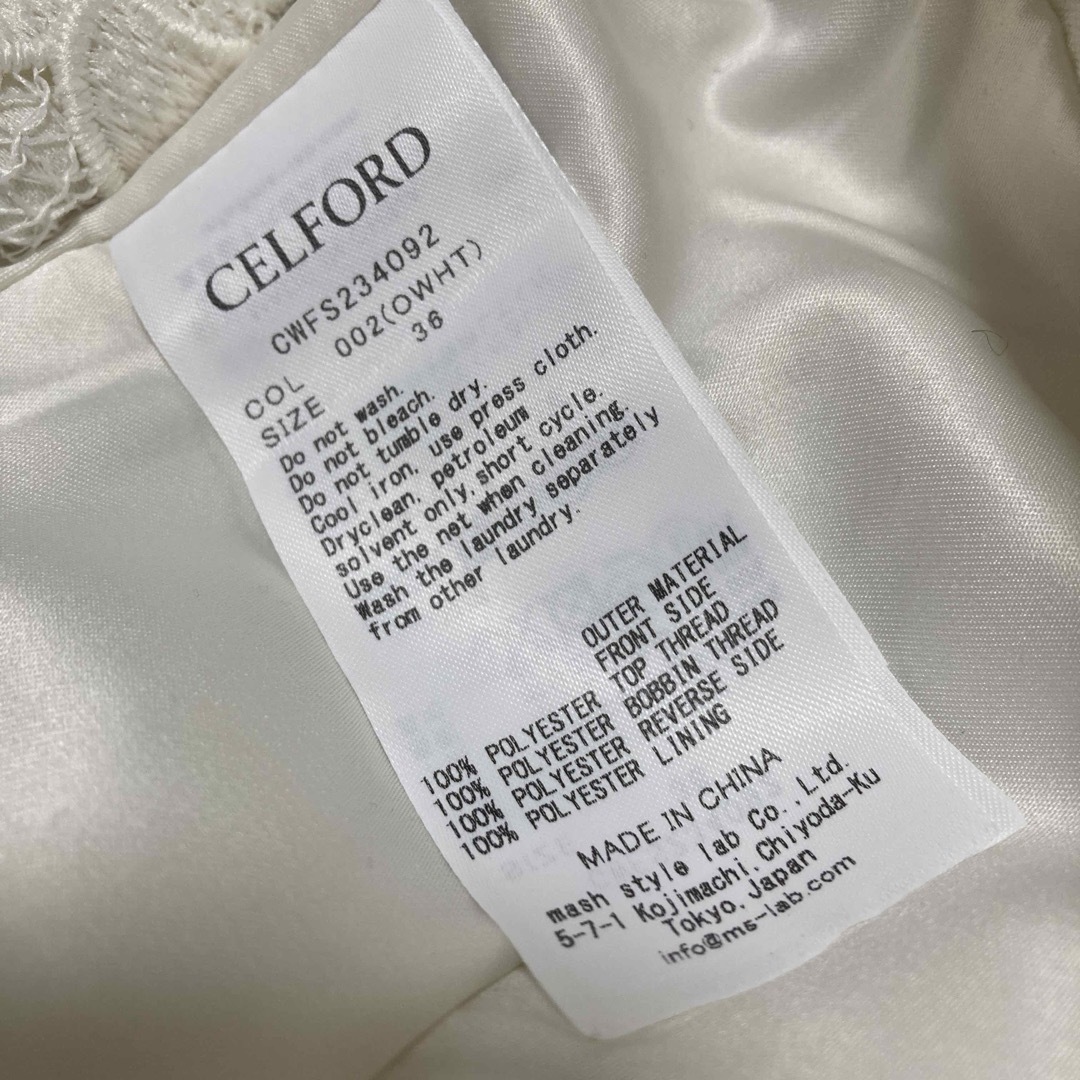 CELFORD
CWFS234092
COL 002(OWHT)
SIZE 36
Do not wash.
Do not bleach.
Do not tumble dry.
Cool iron, use press cloth.
Dryclean, petroleum
solvent only, short cycle.
Use the net when cleaning.
Wash the laundry separately
from other laundry.
OUTER MATERIAL
FRONT SIDE
100% POLYESTER TOP THREAD
100% POLYESTER BOBBIN THREAD
100% POLYESTER REVERSE SIDE
100% POLYESTER LINING
MADE IN CHINA
mash style lab Co.,Ltd.
5-7-1 Kojimachi,Chiyoda-Ku
Tokyo,Japan
info@ms-lab.com